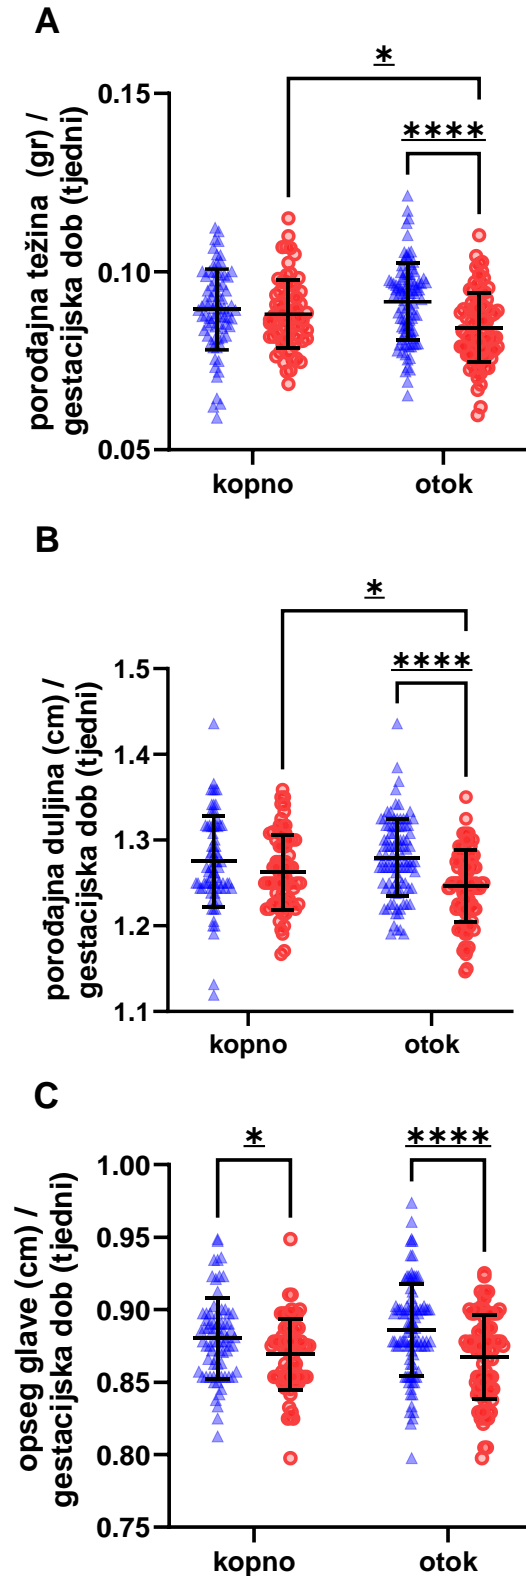 A
*
0.15
****
porođajna težina (gr) /
gestacijska dob (tjedni)
0.10
0.05
kopno
otok
B
*
1.5
****
porođajna duljina (cm) /
gestacijska dob (tjedni)
1.4
1.3
1.2
1.1
kopno
otok
C
*
****
1.00
opseg glave (cm) /
gestacijska dob (tjedni)
0.95
0.90
0.85
0.80
0.75
kopno
otok